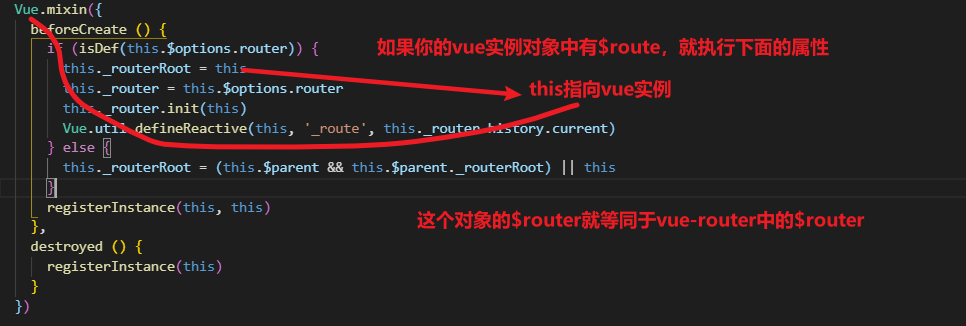 Vue.mixin({
beforeCreate () {
if (isDef(this.$options.router)) {
如果你的vue实例对象中有$route，就执行下面的属性
this._routerRoot = this
this._router = this.$options.router
this指向vue实例
this._router.init(this)
Vue.util.defineReactive(this, '_route', this._router.history.current)
} else {
this._routerRoot = (this.$parent && this.$parent._routerRoot) || this
}
registerInstance(this, this)
这个对象的$router就等同于vue-router中的$router
},
destroyed () {
registerInstance(this)
}
})